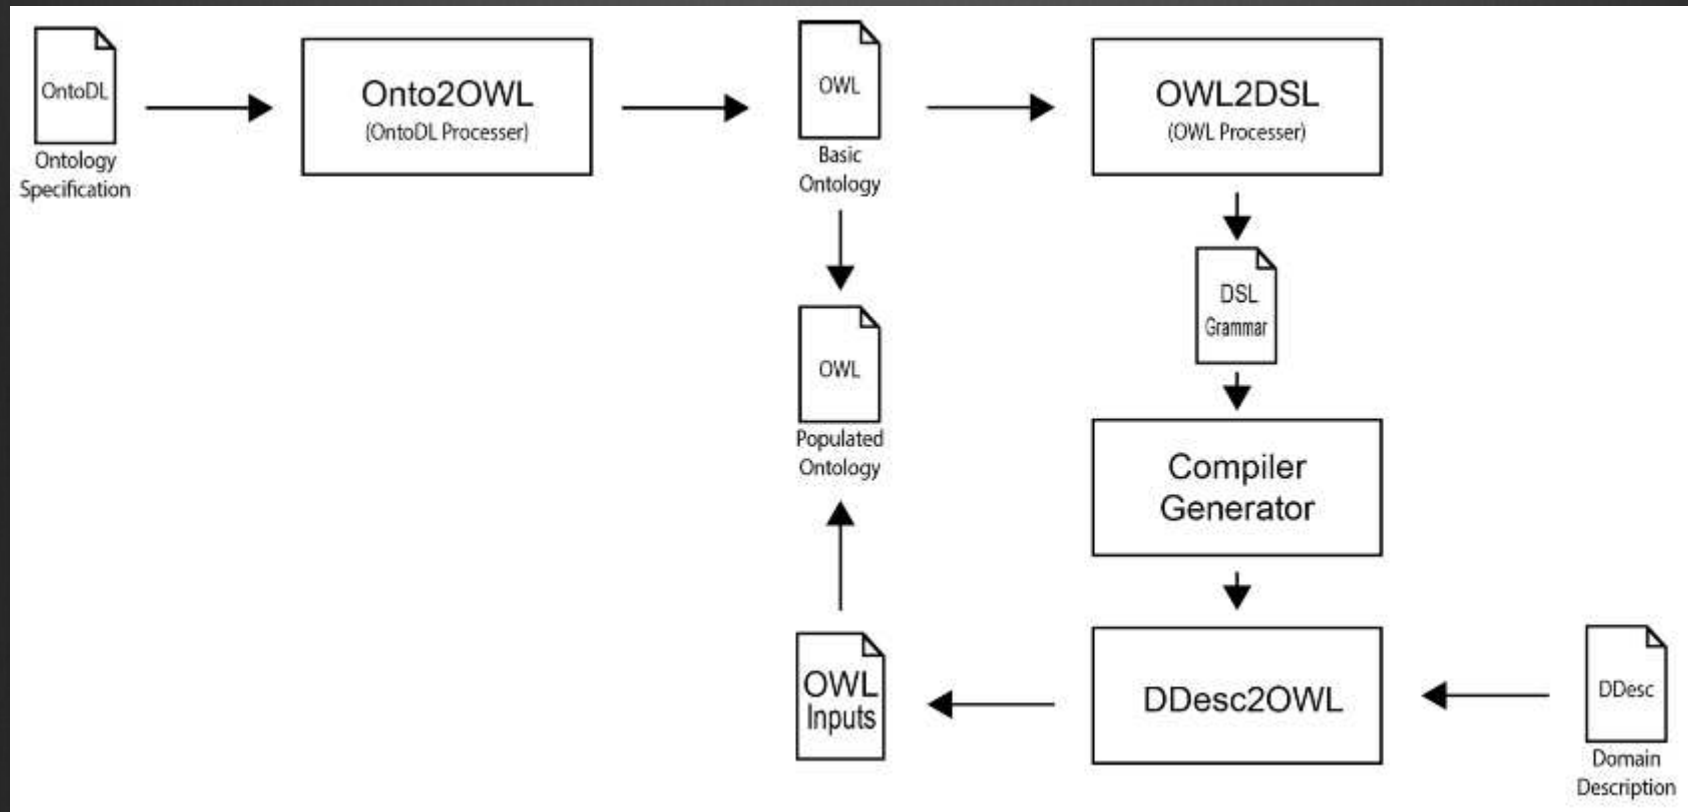 OntoDL
Ontology
Specification
Onto2OWL
(OntoDL Processer)
OWL
Basic
Ontology
OWL2DSL
(OWL Processer)
DSL
Grammar
OWL
Populated
Ontology
Compiler
Generator
OWL
Inputs
DDesc2OWL
DDesc
Domain
Description